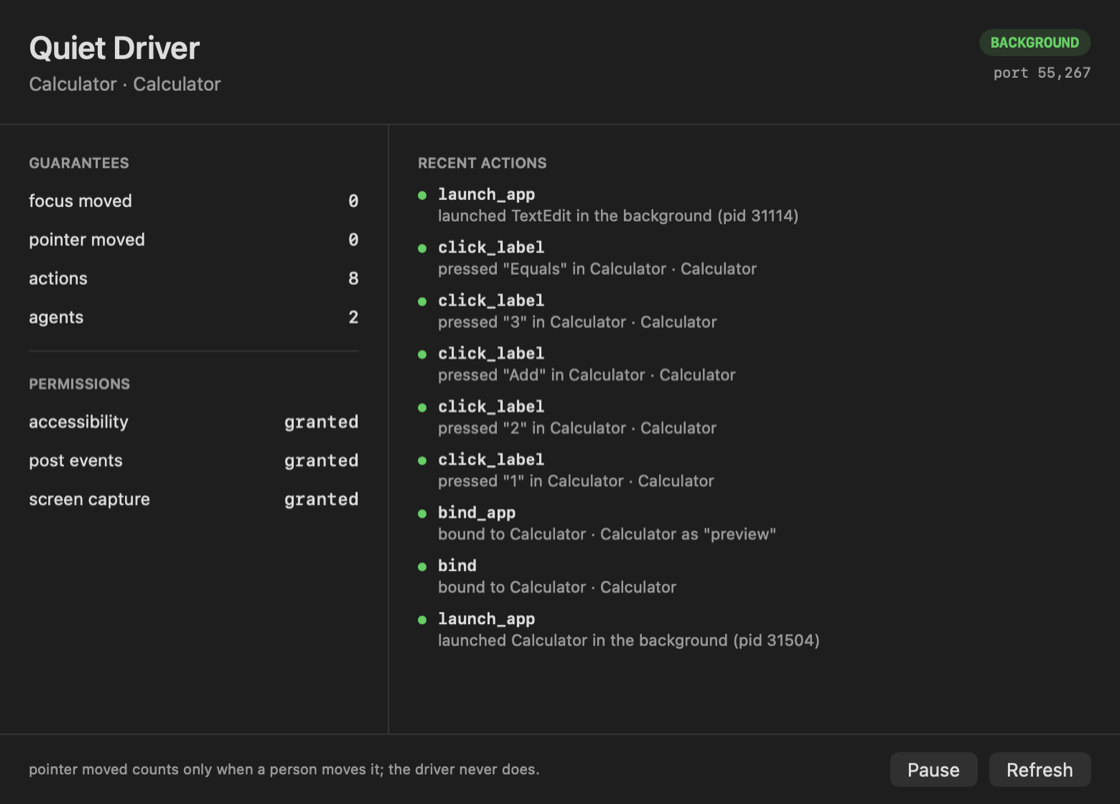 Quiet Driver
Calculator · Calculator
BACKGROUND
port 55,267
GUARANTEES
focus moved 0
pointer moved 0
actions 8
agents 2
PERMISSIONS
accessibility granted
post events granted
screen capture granted
RECENT ACTIONS
launch_app
launched TextEdit in the background (pid 31114)
click_label
pressed "Equals" in Calculator · Calculator
click_label
pressed "3" in Calculator · Calculator
click_label
pressed "Add" in Calculator · Calculator
click_label
pressed "2" in Calculator · Calculator
click_label
pressed "1" in Calculator · Calculator
bind_app
bound to Calculator · Calculator as "preview"
bind
bound to Calculator · Calculator
launch_app
launched Calculator in the background (pid 31504)
pointer moved counts only when a person moves it; the driver never does.
Pause
Refresh